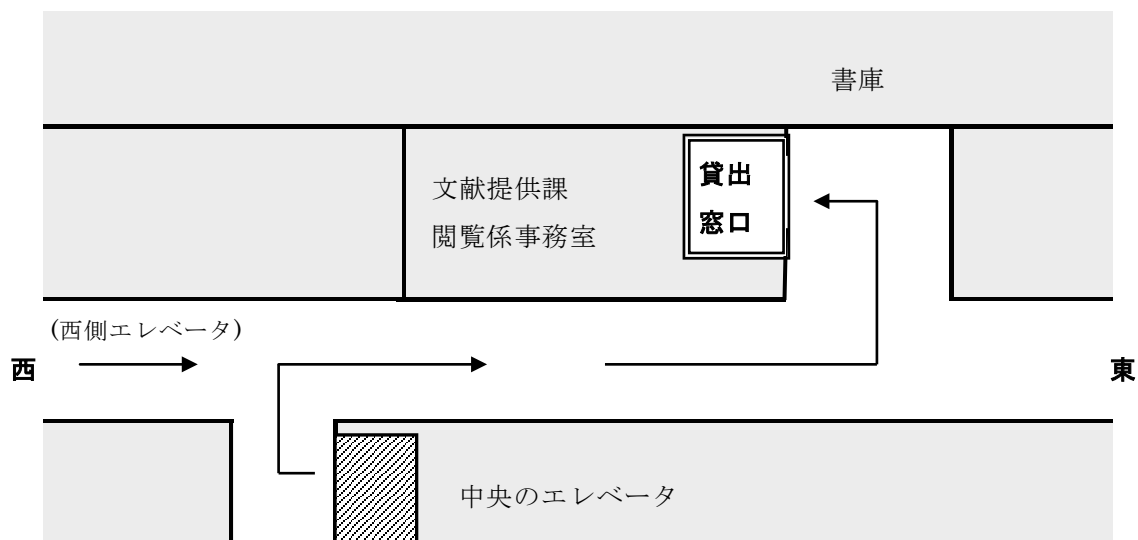 書庫
文献提供課
閲覧係事務室
貸出
窓口
(西側エレベータ)
西
東
中央のエレベータ